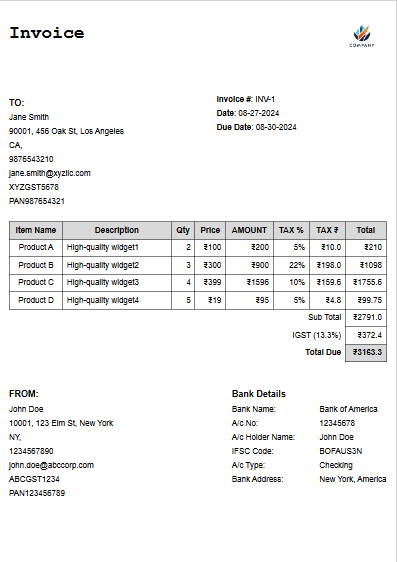 Invoice
COMPANY
TO:
Jane Smith
90001, 456 Oak St, Los Angeles
CA,
9876543210
jane.smith@xyzllc.com
XYZGST5678
PAN987654321
Invoice #: INV-1
Date: 08-27-2024
Due Date: 08-30-2024
Item Name Description Qty Price AMOUNT TAX % TAX ₹ Total
Product A High-quality widget1 2 ₹100 ₹200 5% ₹10.0 ₹210
Product B High-quality widget2 3 ₹300 ₹900 22% ₹198.0 ₹1098
Product C High-quality widget3 4 ₹399 ₹1596 10% ₹159.6 ₹1755.6
Product D High-quality widget4 5 ₹19 ₹95 5% ₹4.8 ₹99.75
Sub Total ₹2791.0
IGST (13.3%) ₹372.4
Total Due ₹3163.3
FROM:
John Doe
10001, 123 Elm St, New York
NY,
1234567890
john.doe@abccorp.com
ABCGST1234
PAN123456789
Bank Details
Bank Name: Bank of America
A/c No: 12345678
A/c Holder Name: John Doe
IFSC Code: BOFAUS3N
A/c Type: Checking
Bank Address: New York, America